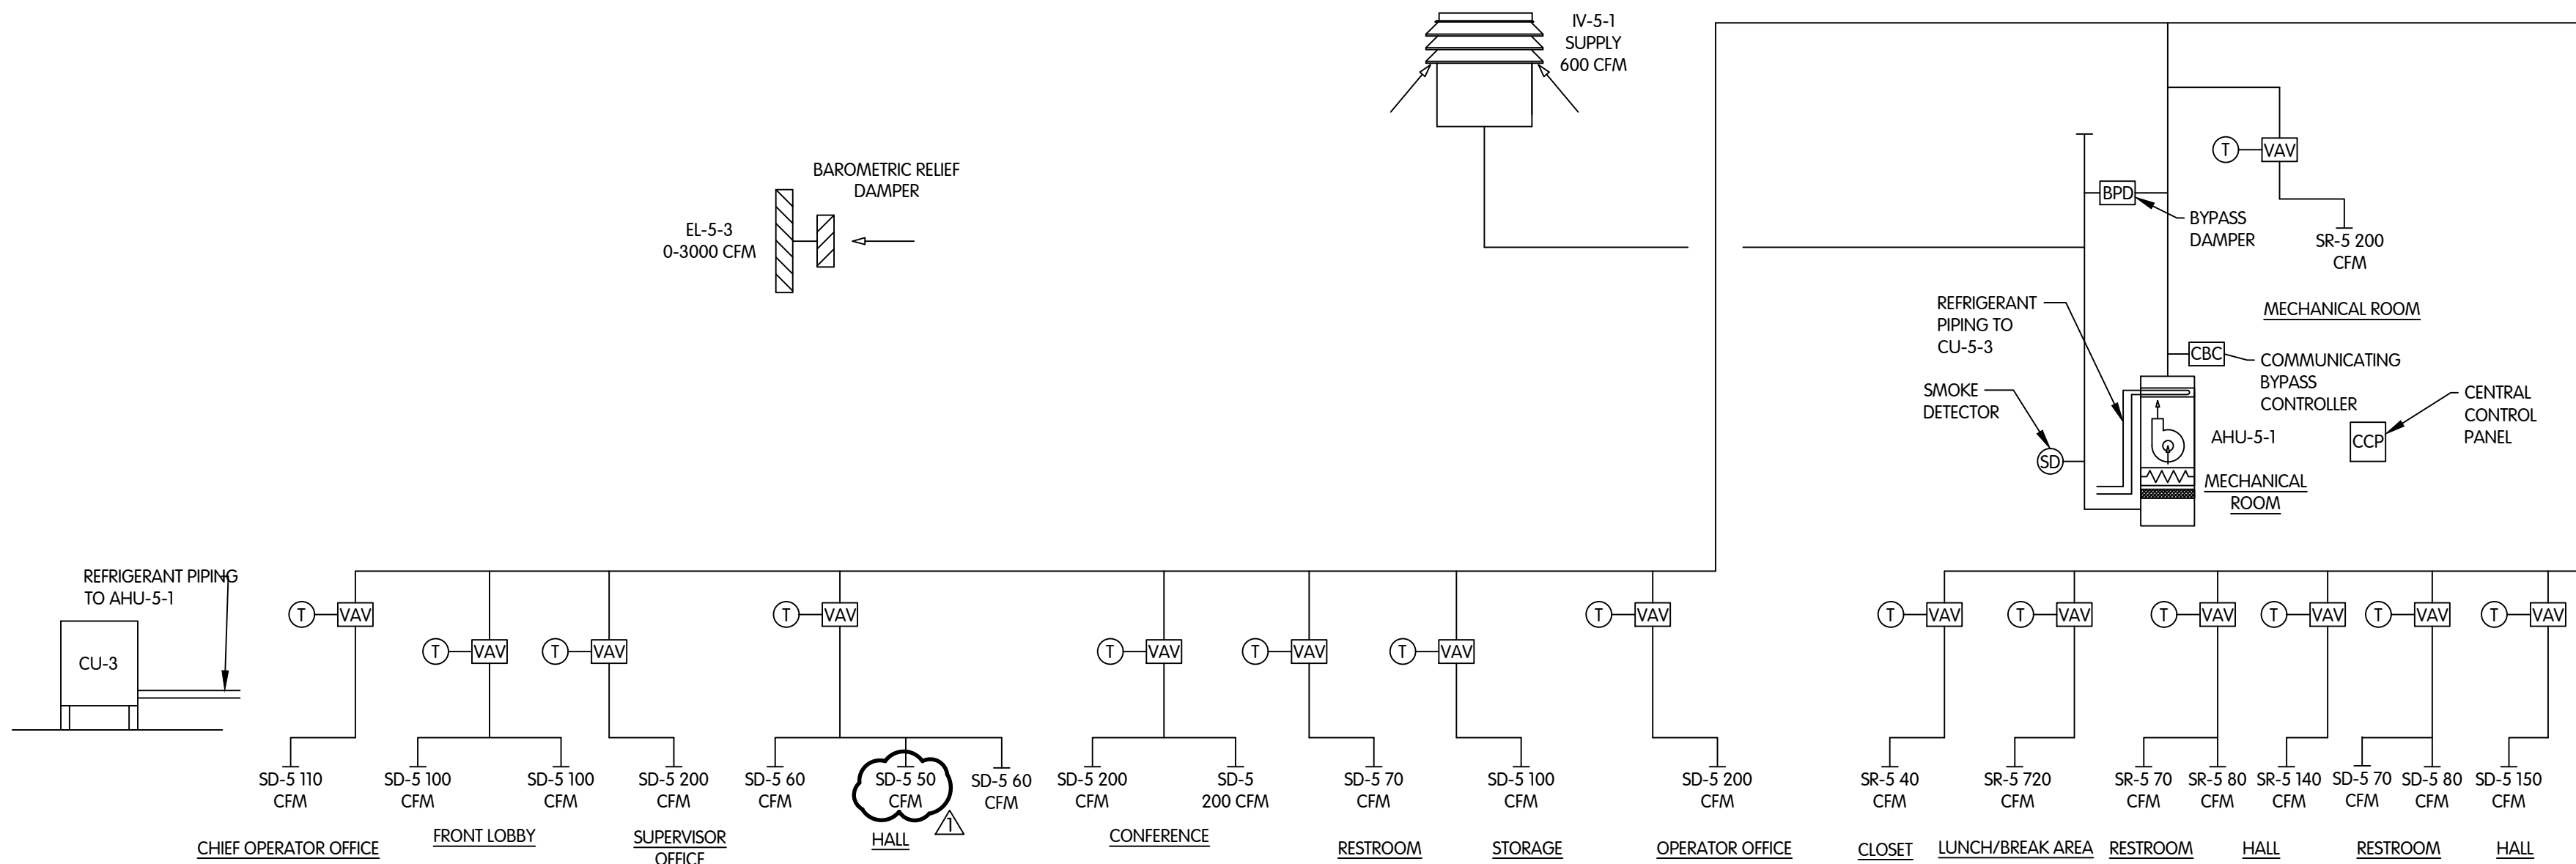 IV-5-1
SUPPLY
600 CFM
BAROMETRIC RELIEF
DAMPER
EL-5-3
0-3000 CFM
T
VAV
BPD
BYPASS
DAMPER
SR-5 200
CFM
MECHANICAL ROOM
REFRIGERANT
PIPING TO
CU-5-3
CBC
COMMUNICATING
BYPASS
CONTROLLER
SMOKE
DETECTOR
SD
AHU-5-1
MECHANICAL
ROOM
CCP
CENTRAL
CONTROL
PANEL
REFRIGERANT PIPING
TO AHU-5-1
CU-3
T
VAV
T
VAV
T
VAV
T
VAV
T
VAV
T
VAV
T
VAV
T
VAV
T
VAV
T
VAV
T
VAV
T
VAV
T
VAV
T
VAV
SD-5 110
CFM
SD-5 100
CFM
SD-5 100
CFM
SD-5 200
CFM
SD-5 60
CFM
SD-5 50
CFM
1
SD-5 60
CFM
SD-5 200
CFM
SD-5
200 CFM
SD-5 70
CFM
SD-5 100
CFM
SD-5 200
CFM
SR-5 40
CFM
SR-5 720
CFM
SR-5 70
CFM
SR-5 80
CFM
SR-5 140
CFM
SD-5 70
CFM
SD-5 80
CFM
SD-5 150
CFM
CHIEF OPERATOR OFFICE
FRONT LOBBY
SUPERVISOR
OFFICE
HALL
CONFERENCE
RESTROOM
STORAGE
OPERATOR OFFICE
CLOSET
LUNCH/BREAK AREA
RESTROOM
HALL
RESTROOM
HALL